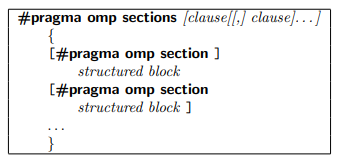 #pragma omp sections [clause[[,] clause]...]
{
[#pragma omp section ]
structured block
[#pragma omp section
structured block ]
...
}